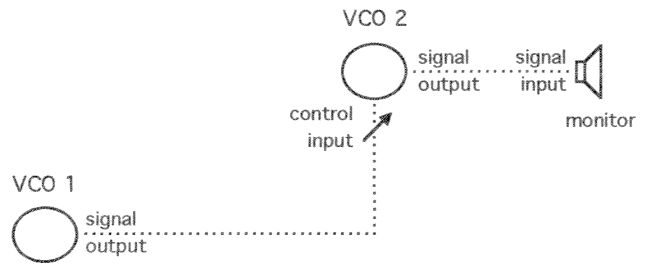 VCO 2
signal
output
signal
input
monitor
control
input
VCO 1
signal
output